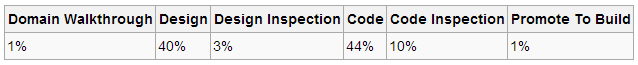 Domain Walkthrough Design Design Inspection Code Code Inspection Promote To Build
1% 40% 3% 44% 10% 1%